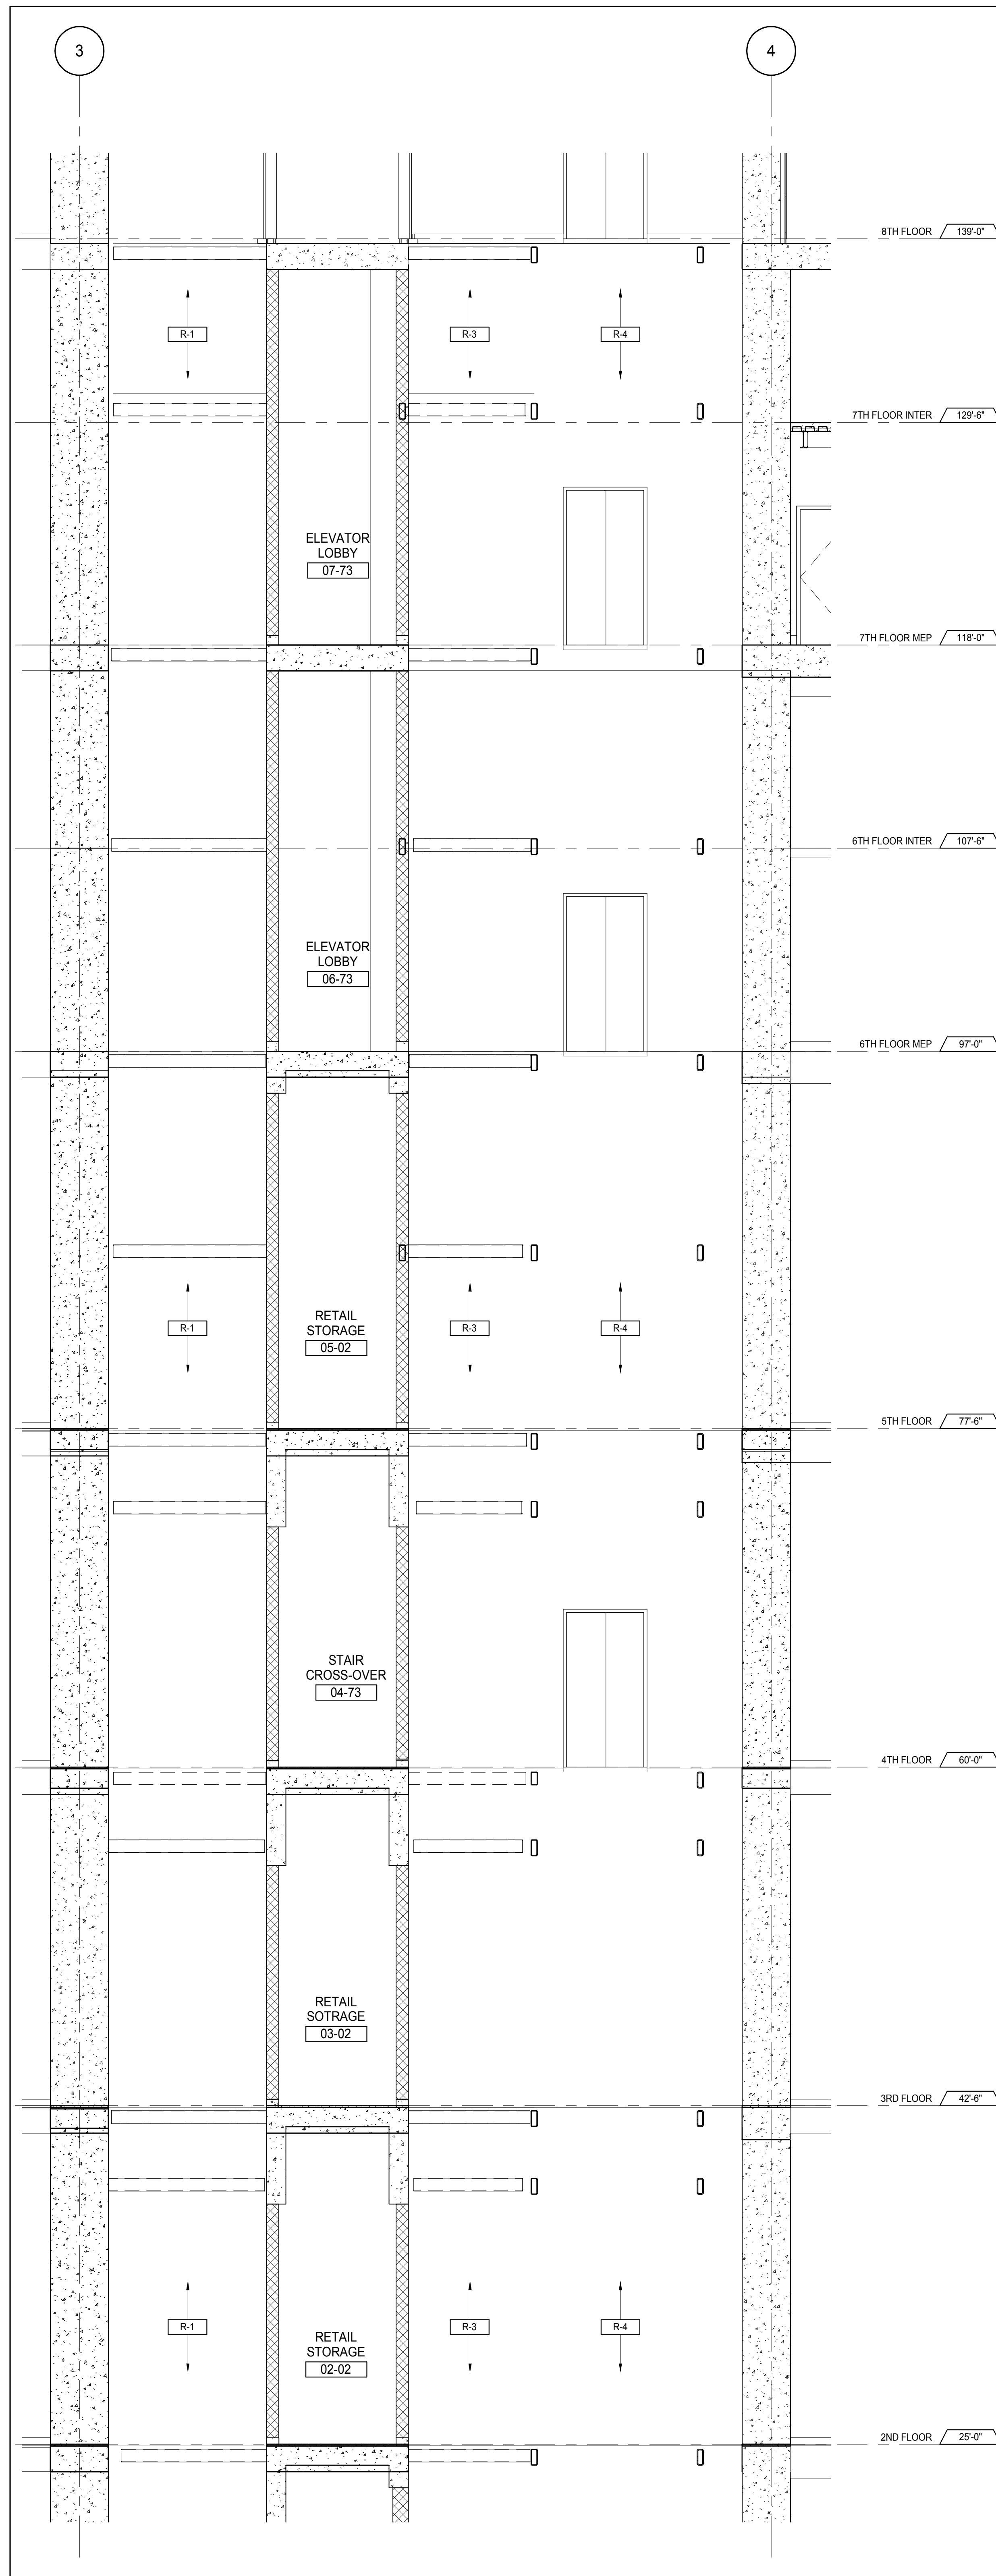 3
4
8TH FLOOR 139'-0"
R-1
R-3
R-4
7TH FLOOR INTER 129'-6"
ELEVATOR
LOBBY
07-73
7TH FLOOR MEP 118'-0"
6TH FLOOR INTER 107'-6"
ELEVATOR
LOBBY
06-73
6TH FLOOR MEP 97'-0"
RETAIL
STORAGE
05-02
R-1
R-3
R-4
5TH FLOOR 77'-6"
STAIR
CROSS-OVER
04-73
4TH FLOOR 60'-0"
RETAIL
SOTRAGE
03-02
3RD FLOOR 42'-6"
R-1
R-3
R-4
RETAIL
STORAGE
02-02
2ND FLOOR 25'-0"